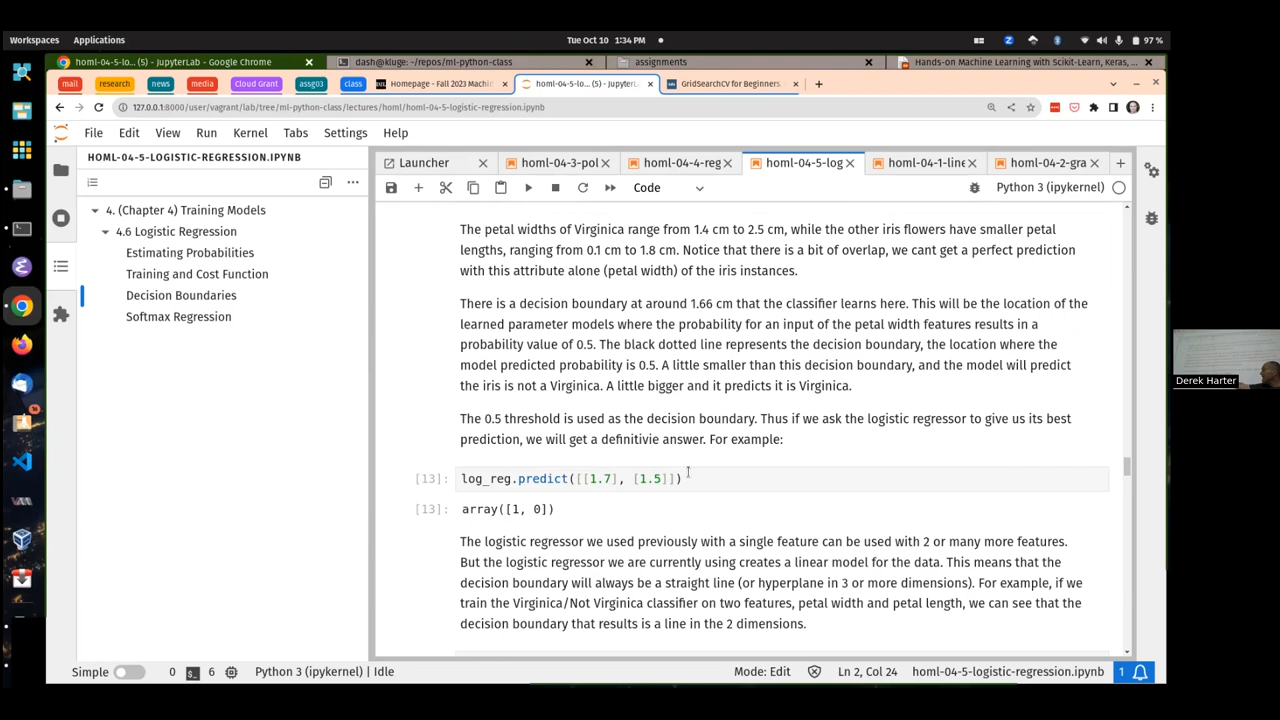 Workspaces Applications Tue Oct 10 1:34 PM 97 %
homl-04-5-lo... (5) - JupyterLab - Google Chrome dash@kluge: ~/repos/ml-python-class assignments Hands-on Machine Learning with Scikit-Learn, Keras, ...
mail research news media Cloud Grant assg03 class Homepage - Fall 2023 Machin homl-04-5-lo... (5) - JupyterL GridSearchCV for Beginners.
127.0.0.1:8000/user/vagrant/lab/tree/ml-python-class/lectures/homl/homl-04-5-logistic-regression.ipynb
File Edit View Run Kernel Tabs Settings Help
HOML-04-5-LOGISTIC-REGRESSION.IPYNB
Launcher homl-04-3-pol homl-04-4-reg homl-04-5-log homl-04-1-line homl-04-2-gra
Code Python 3 (ipykernel)
4. (Chapter 4) Training Models
4.6 Logistic Regression
Estimating Probabilities
Training and Cost Function
Decision Boundaries
Softmax Regression
The petal widths of Virginica range from 1.4 cm to 2.5 cm, while the other iris flowers have smaller petal
lengths, ranging from 0.1 cm to 1.8 cm. Notice that there is a bit of overlap, we cant get a perfect prediction
with this attribute alone (petal width) of the iris instances.
There is a decision boundary at around 1.66 cm that the classifier learns here. This will be the location of the
learned parameter models where the probability for an input of the petal width features results in a
probability value of 0.5. The black dotted line represents the decision boundary, the location where the
model predicted probability is 0.5. A little smaller than this decision boundary, and the model will predict
the iris is not a Virginica. A little bigger and it predicts it is Virginica.
The 0.5 threshold is used as the decision boundary. Thus if we ask the logistic regressor to give us its best
prediction, we will get a definitivie answer. For example:
[13]: log_reg.predict([[1.7], [1.5]])
[13]: array([1, 0])
The logistic regressor we used previously with a single feature can be used with 2 or many more features.
But the logistic regressor we are currently using creates a linear model for the data. This means that the
decision boundary will always be a straight line (or hyperplane in 3 or more dimensions). For example, if we
train the Virginica/Not Virginica classifier on two features, petal width and petal length, we can see that the
decision boundary that results is a line in the 2 dimensions.
Derek Harter
Simple 0 6 Python 3 (ipykernel) | Idle Mode: Edit Ln 2, Col 24 homl-04-5-logistic-regression.ipynb 1